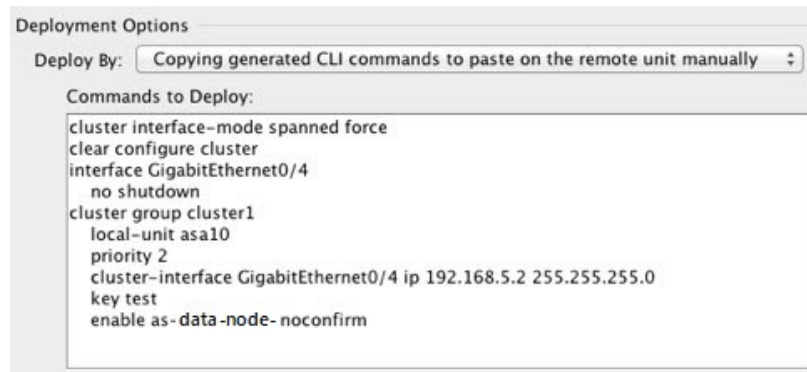 Deployment Options
Deploy By: Copying generated CLI commands to paste on the remote unit manually
Commands to Deploy:
cluster interface-mode spanned force
clear configure cluster
interface GigabitEthernet0/4
no shutdown
cluster group cluster1
local-unit asa10
priority 2
cluster-interface GigabitEthernet0/4 ip 192.168.5.2 255.255.255.0
key test
enable as-data-node-noconfirm